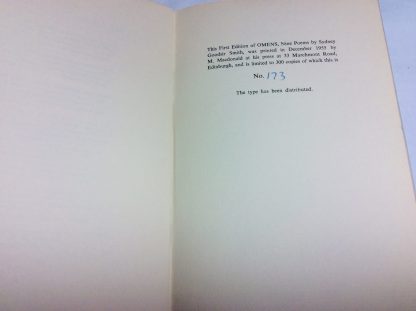 This First Edition of OMENS, Nine Poems by Sydney
Goodsir Smith, was printed in December 1955 by
M. Macdonald at his press at 33 Marchmont Road,
Edinburgh, and is limited to 300 copies of which this is
No. 173
The type has been distributed.